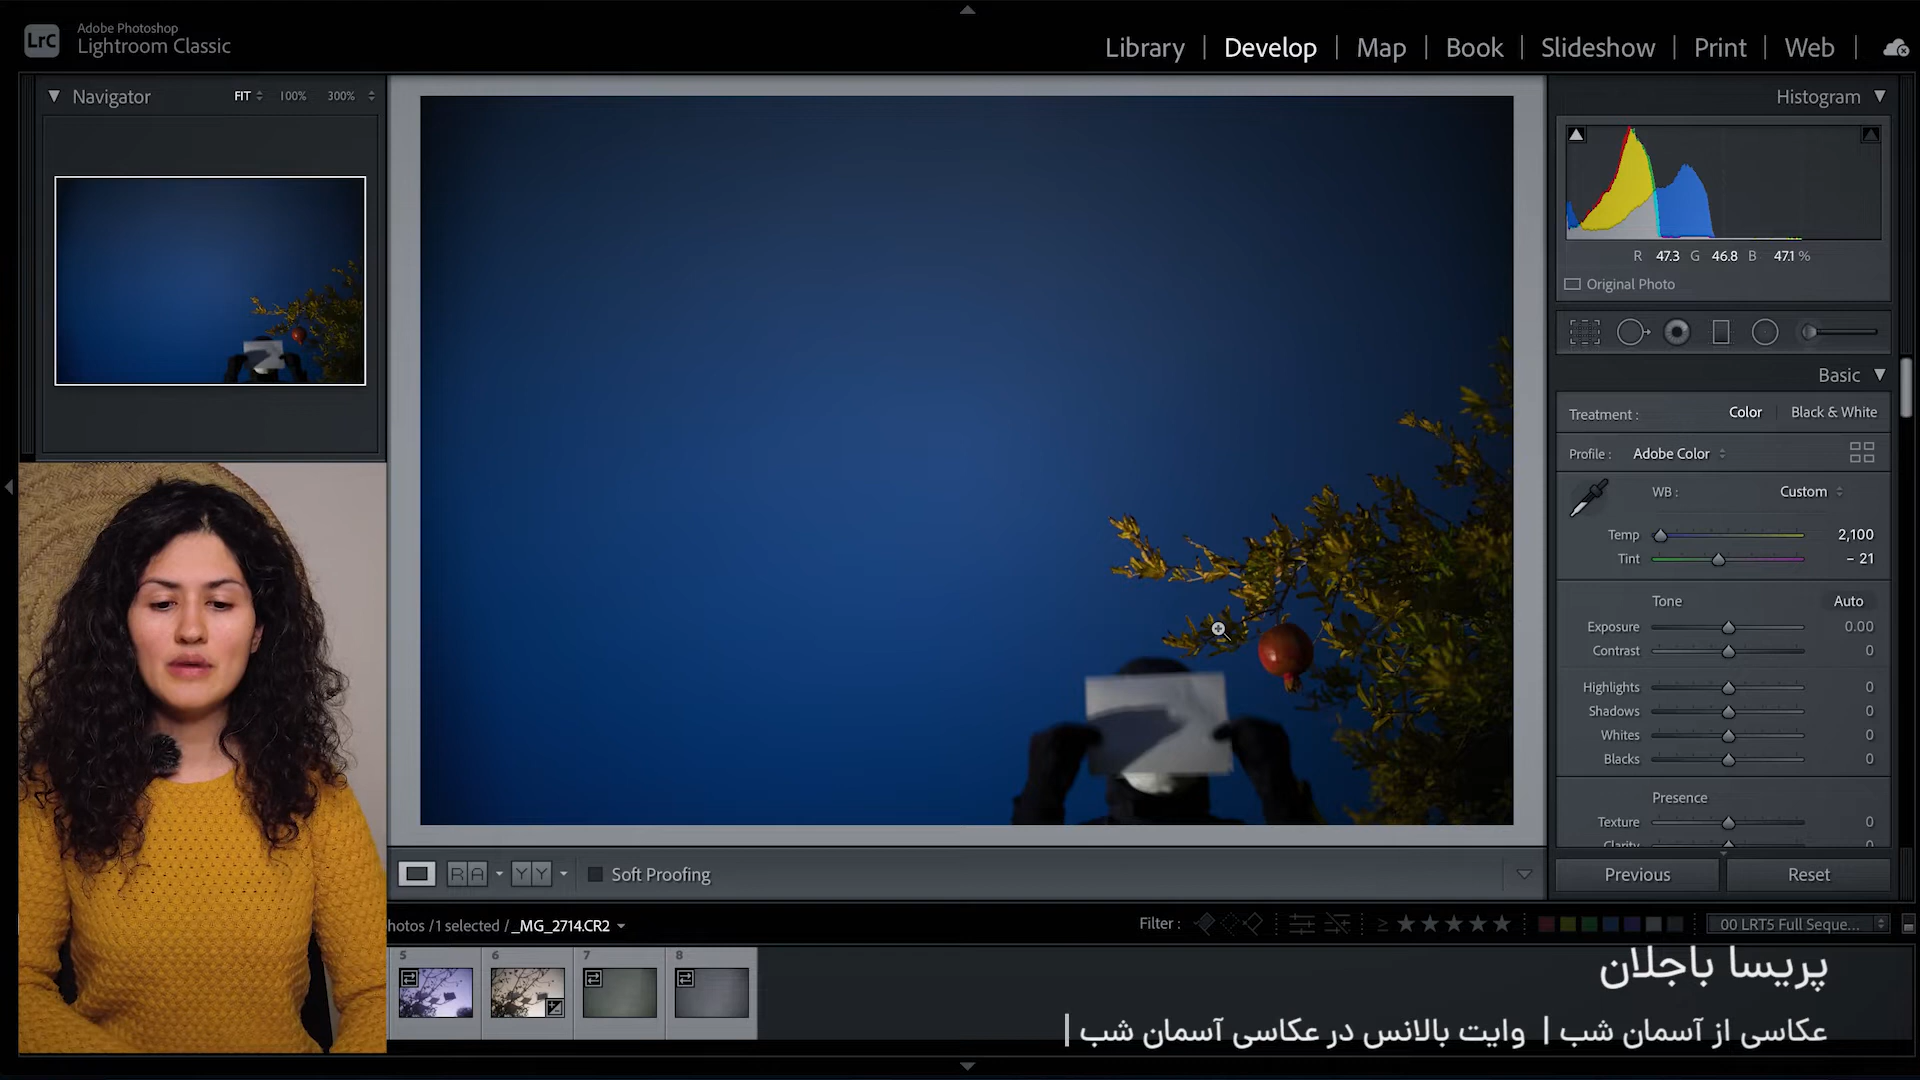 Adobe Photoshop
LrC Lightroom Classic
Library | Develop | Map | Book | Slideshow | Print | Web |
Navigator FIT 100% 300%
Histogram
R 47.3 G 46.8 B 47.1 %
Original Photo
Basic
Treatment : Color Black & White
Profile : Adobe Color
WB : Custom
Temp 2,100
Tint – 21
Tone Auto
Exposure 0.00
Contrast 0
Highlights 0
Shadows 0
Whites 0
Blacks 0
Presence
Texture 0
Clarity 0
Previous Reset
R A Y Y Soft Proofing
hotos / 1 selected / _MG_2714.CR2
Filter : ≥ ★ ★ ★ ★ ★ 00 LRT5 Full Seque...
5 6 7 8
پریسا باجلان
عکاسی از آسمان شب | وایت بالانس در عکاسی آسمان شب |